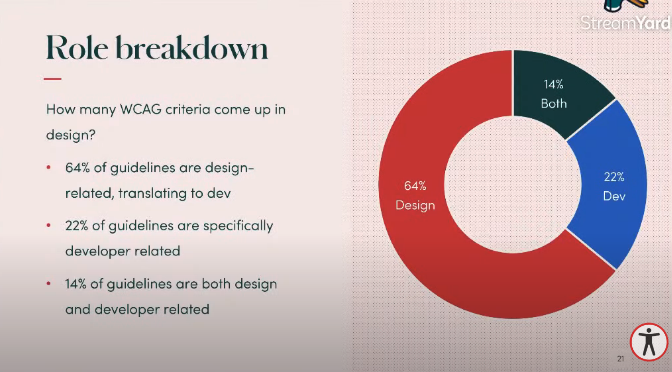 StreamYard
Role breakdown
How many WCAG criteria come up in
design?
• 64% of guidelines are design-
related, translating to dev
• 22% of guidelines are specifically
developer related
• 14% of guidelines are both design
and developer related
14%
Both
22%
Dev
64%
Design
21